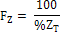 F_Z = 100 / %Z_T